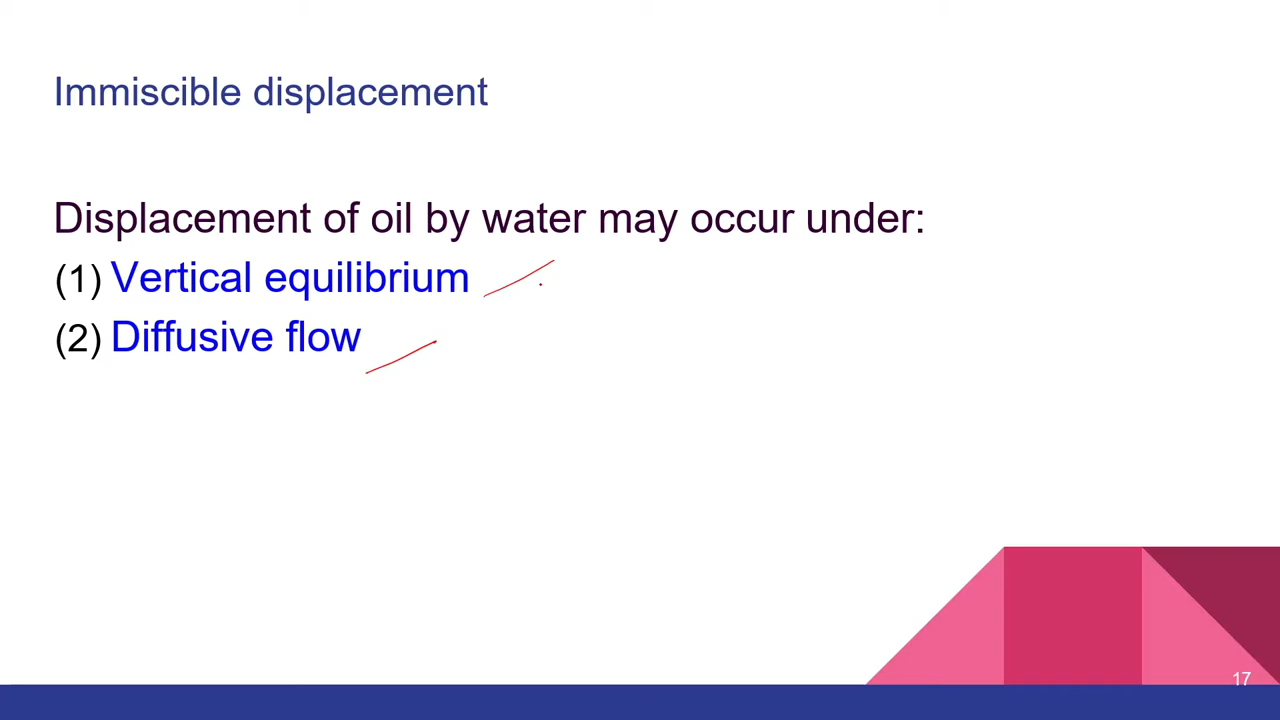 Immiscible displacement
Displacement of oil by water may occur under:
(1) Vertical equilibrium
(2) Diffusive flow
17